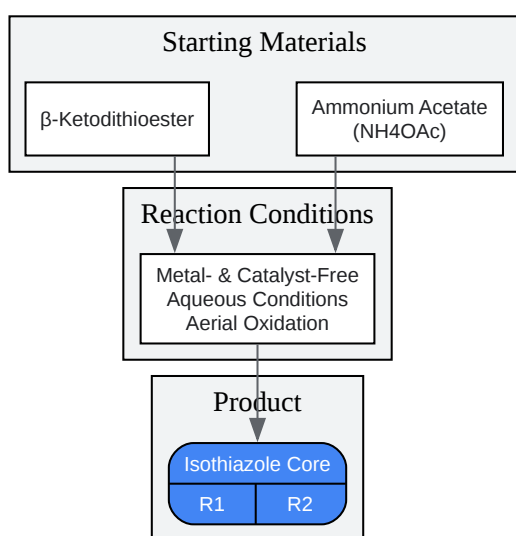 Starting Materials
β-Ketodithioester
Ammonium Acetate
(NH4OAc)
Reaction Conditions
Metal- & Catalyst-Free
Aqueous Conditions
Aerial Oxidation
Product
Isothiazole Core
R1
R2